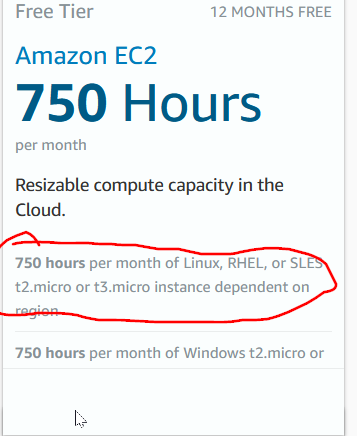 Free Tier 12 MONTHS FREE
Amazon EC2
750 Hours
per month
Resizable compute capacity in the
Cloud.
750 hours per month of Linux, RHEL, or SLES
t2.micro or t3.micro instance dependent on
region
750 hours per month of Windows t2.micro or